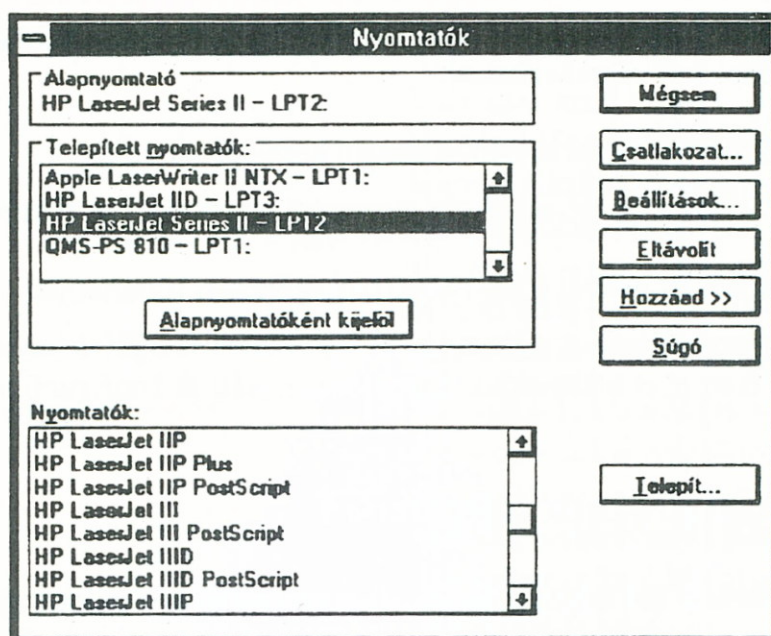 Nyomtatók
Alapnyomtató
HP LaserJet Series II – LPT2:
Telepített nyomtatók:
Apple LaserWriter II NTX – LPT1:
HP LaserJet IID – LPT3:
HP LaserJet Series II – LPT2
QMS-PS 810 – LPT1:
Alapnyomtatóként kijelöl
Mégsem
Csatlakozat...
Beállítások...
Eltávolít
Hozzáad >>
Súgó
Nyomtatók:
HP LaserJet IIP
HP LaserJet IIP Plus
HP LaserJet IIP PostScript
HP LaserJet III
HP LaserJet III PostScript
HP LaserJet IIID
HP LaserJet IIID PostScript
HP LaserJet IIIP
Telepít...